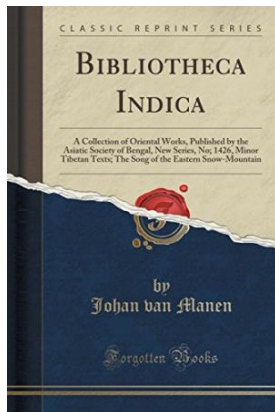 CLASSIC REPRINT SERIES
BIBLIOTHECA
INDICA
A Collection of Oriental Works, Published by the
Asiatic Society of Bengal, New Series, No; 1426, Minor
Tibetan Texts; The Song of the Eastern Snow-Mountain
by
Johan van Manen
Forgotten Books